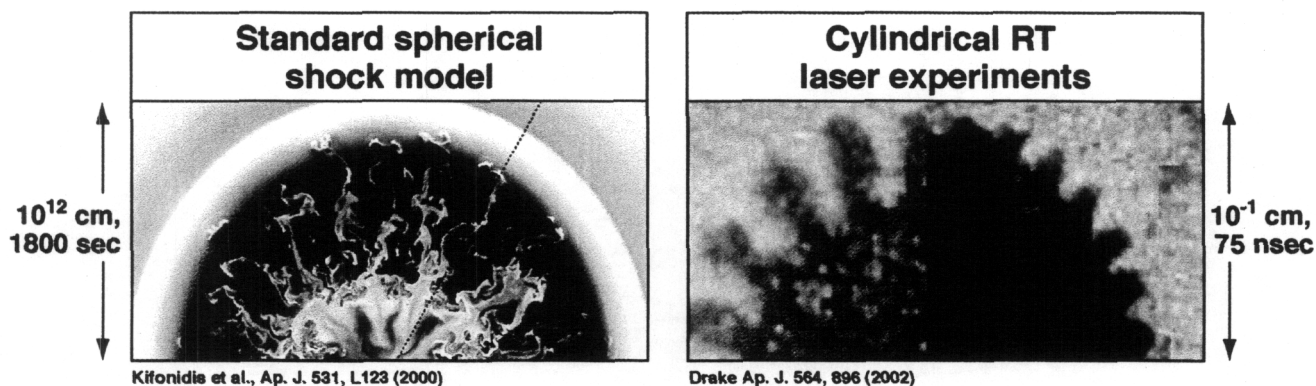 Standard spherical
shock model
Cylindrical RT
laser experiments
10¹² cm,
1800 sec
10⁻¹ cm,
75 nsec
Kifonidis et al., Ap. J. 531, L123 (2000)
Drake Ap. J. 564, 896 (2002)